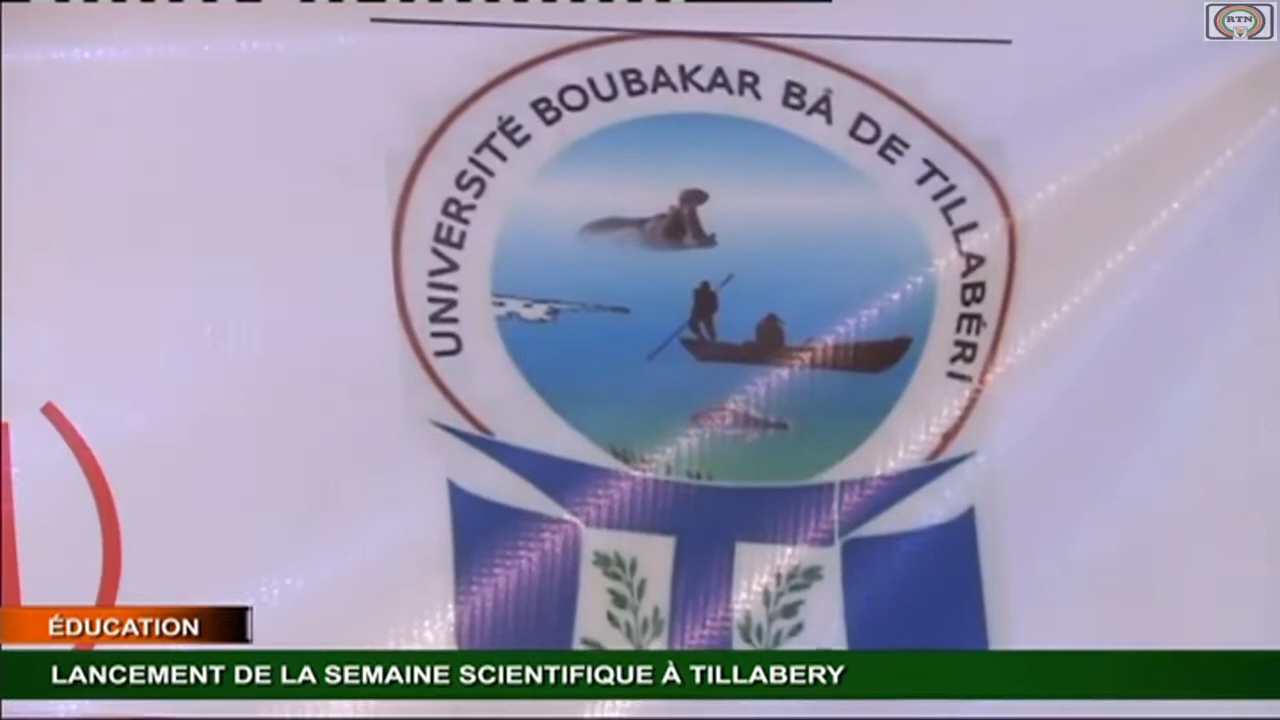 RTN
UNIVERSITÉ BOUBAKAR BÂ DE TILLABÉRI
ÉDUCATION
LANCEMENT DE LA SEMAINE SCIENTIFIQUE À TILLABERY